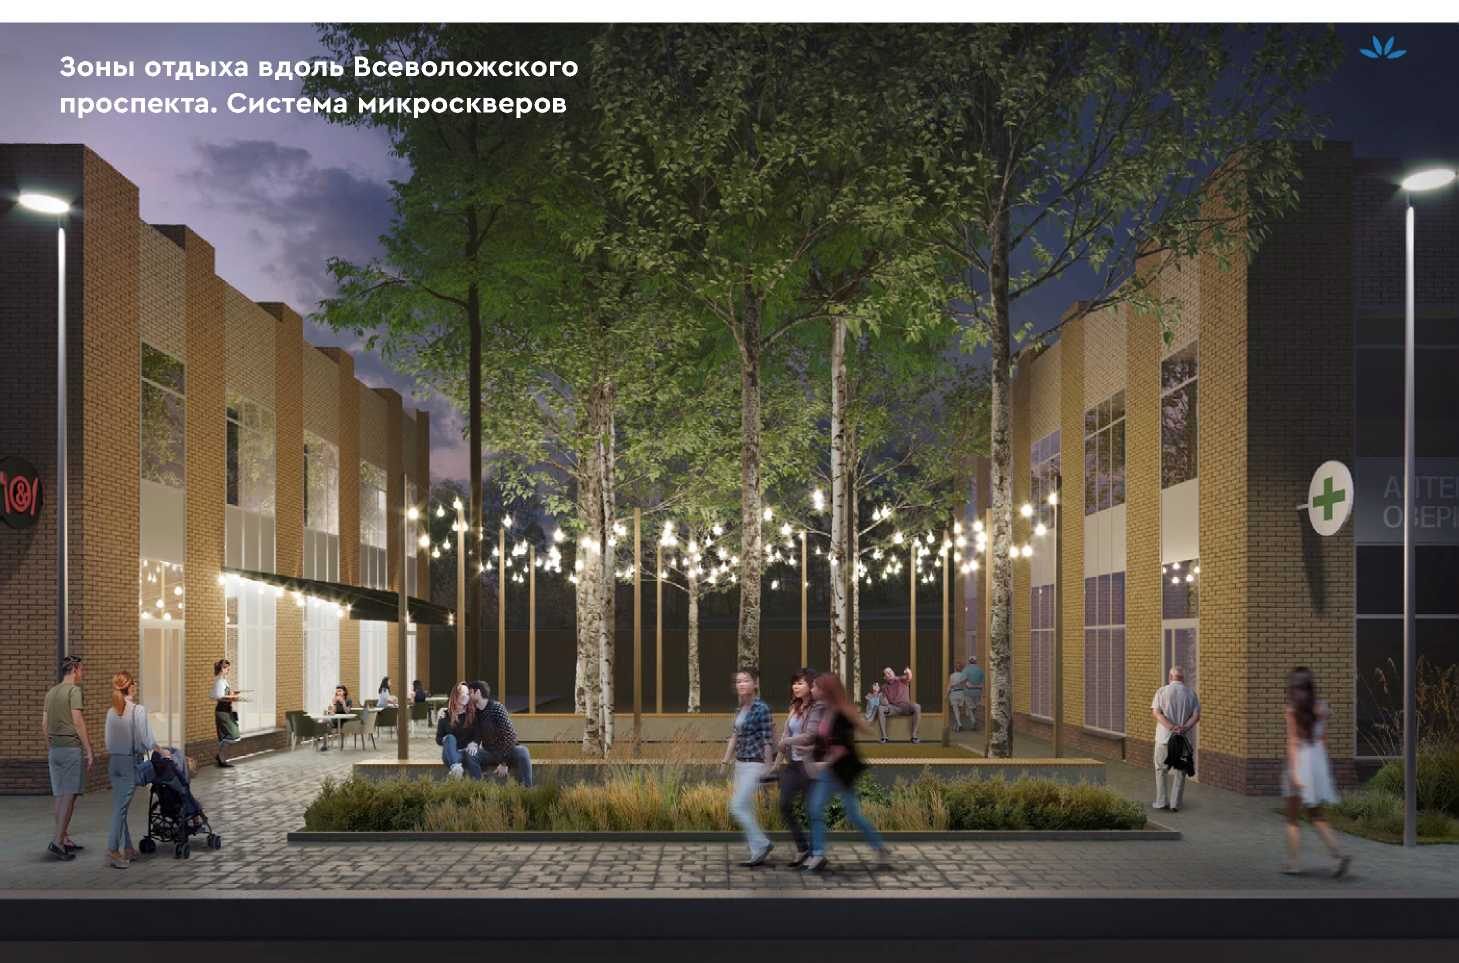 Зоны отдыха вдоль Всеволожского
проспекта. Система микроскверов
&